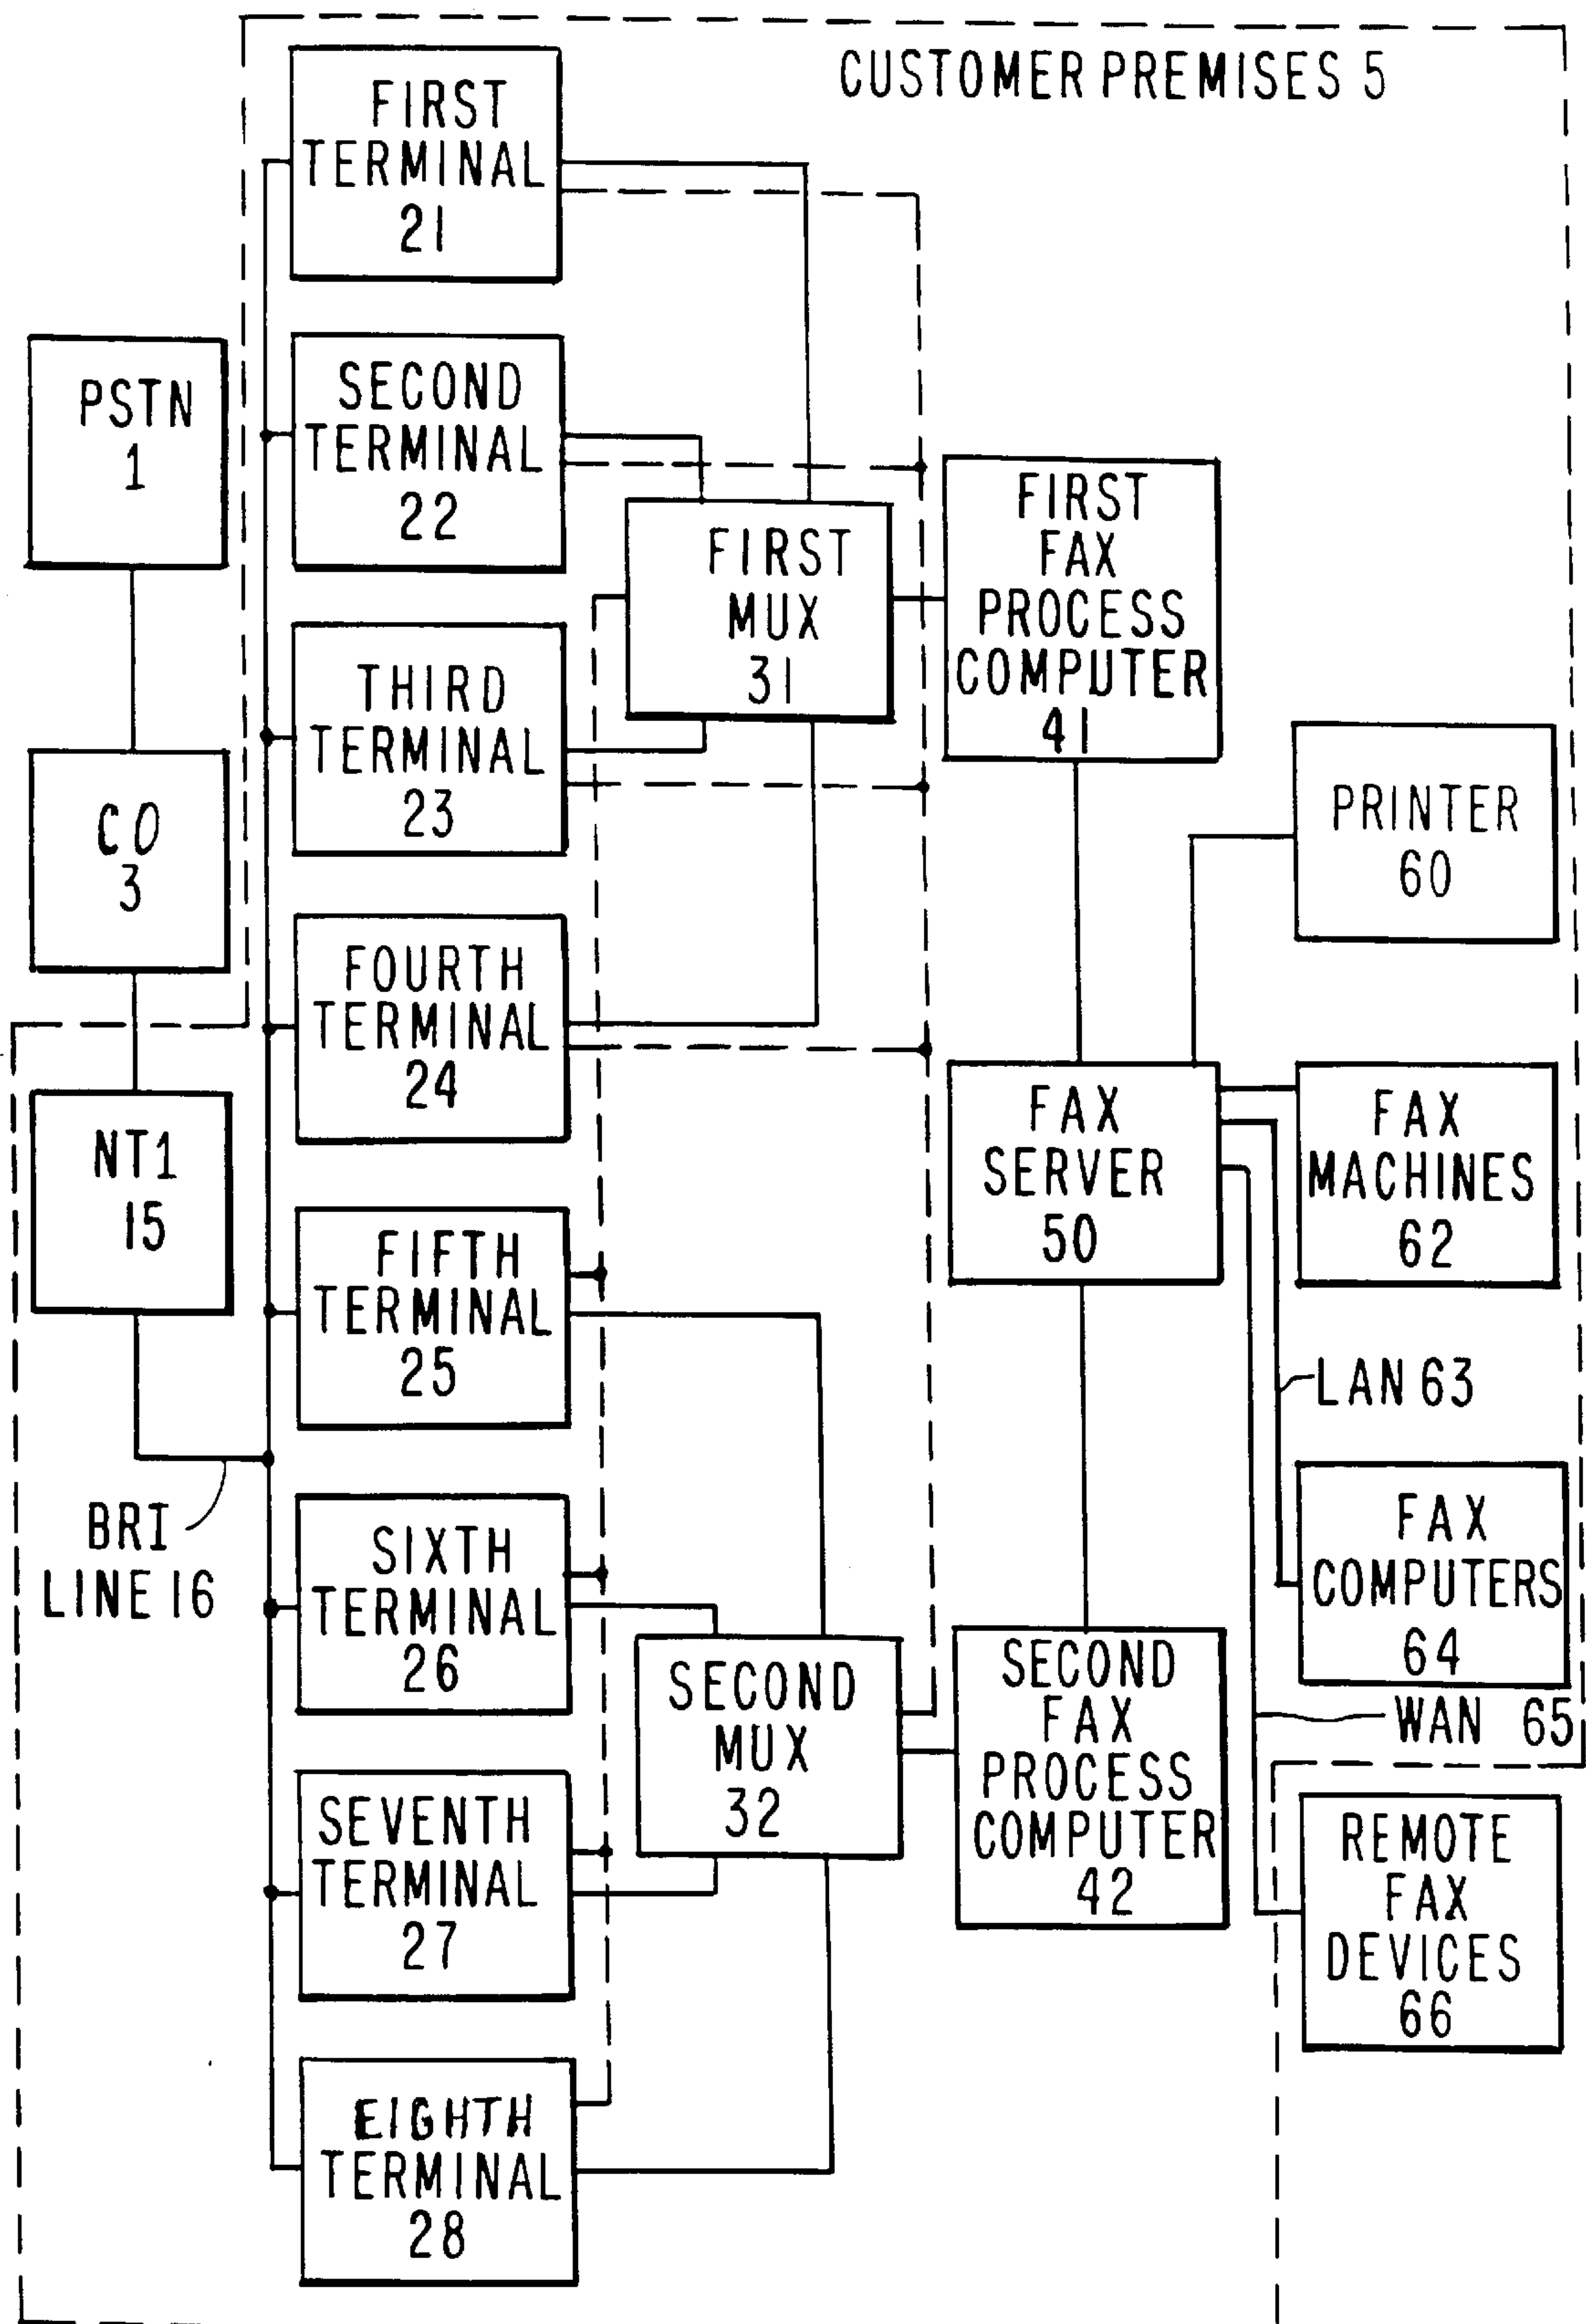 CUSTOMER PREMISES 5
FIRST
TERMINAL
21
PSTN
1
SECOND
TERMINAL
22
FIRST
MUX
31
FIRST
FAX
PROCESS
COMPUTER
41
THIRD
TERMINAL
23
CO
3
PRINTER
60
FOURTH
TERMINAL
24
NT1
15
FAX
SERVER
50
FAX
MACHINES
62
FIFTH
TERMINAL
25
LAN 63
BRI
LINE 16
SIXTH
TERMINAL
26
FAX
COMPUTERS
64
SECOND
MUX
32
SECOND
FAX
PROCESS
COMPUTER
42
WAN 65
SEVENTH
TERMINAL
27
REMOTE
FAX
DEVICES
66
EIGHTH
TERMINAL
28